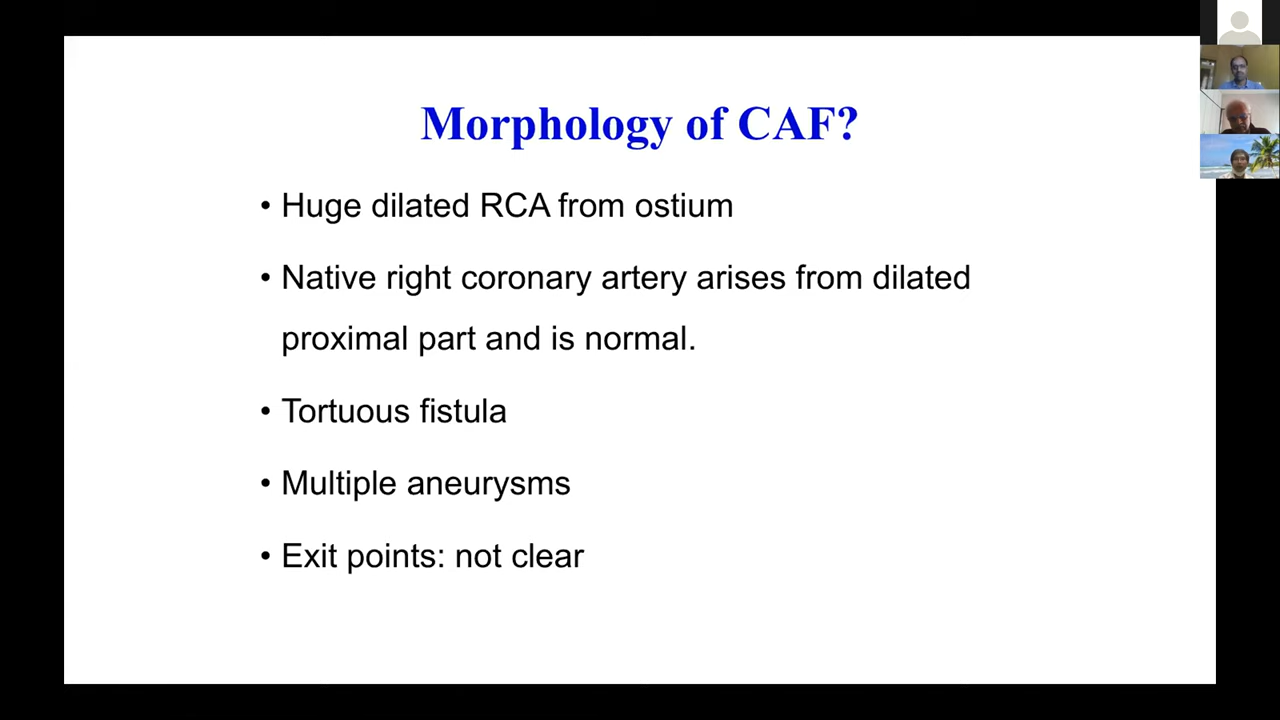 Morphology of CAF?
• Huge dilated RCA from ostium
• Native right coronary artery arises from dilated
proximal part and is normal.
• Tortuous fistula
• Multiple aneurysms
• Exit points: not clear